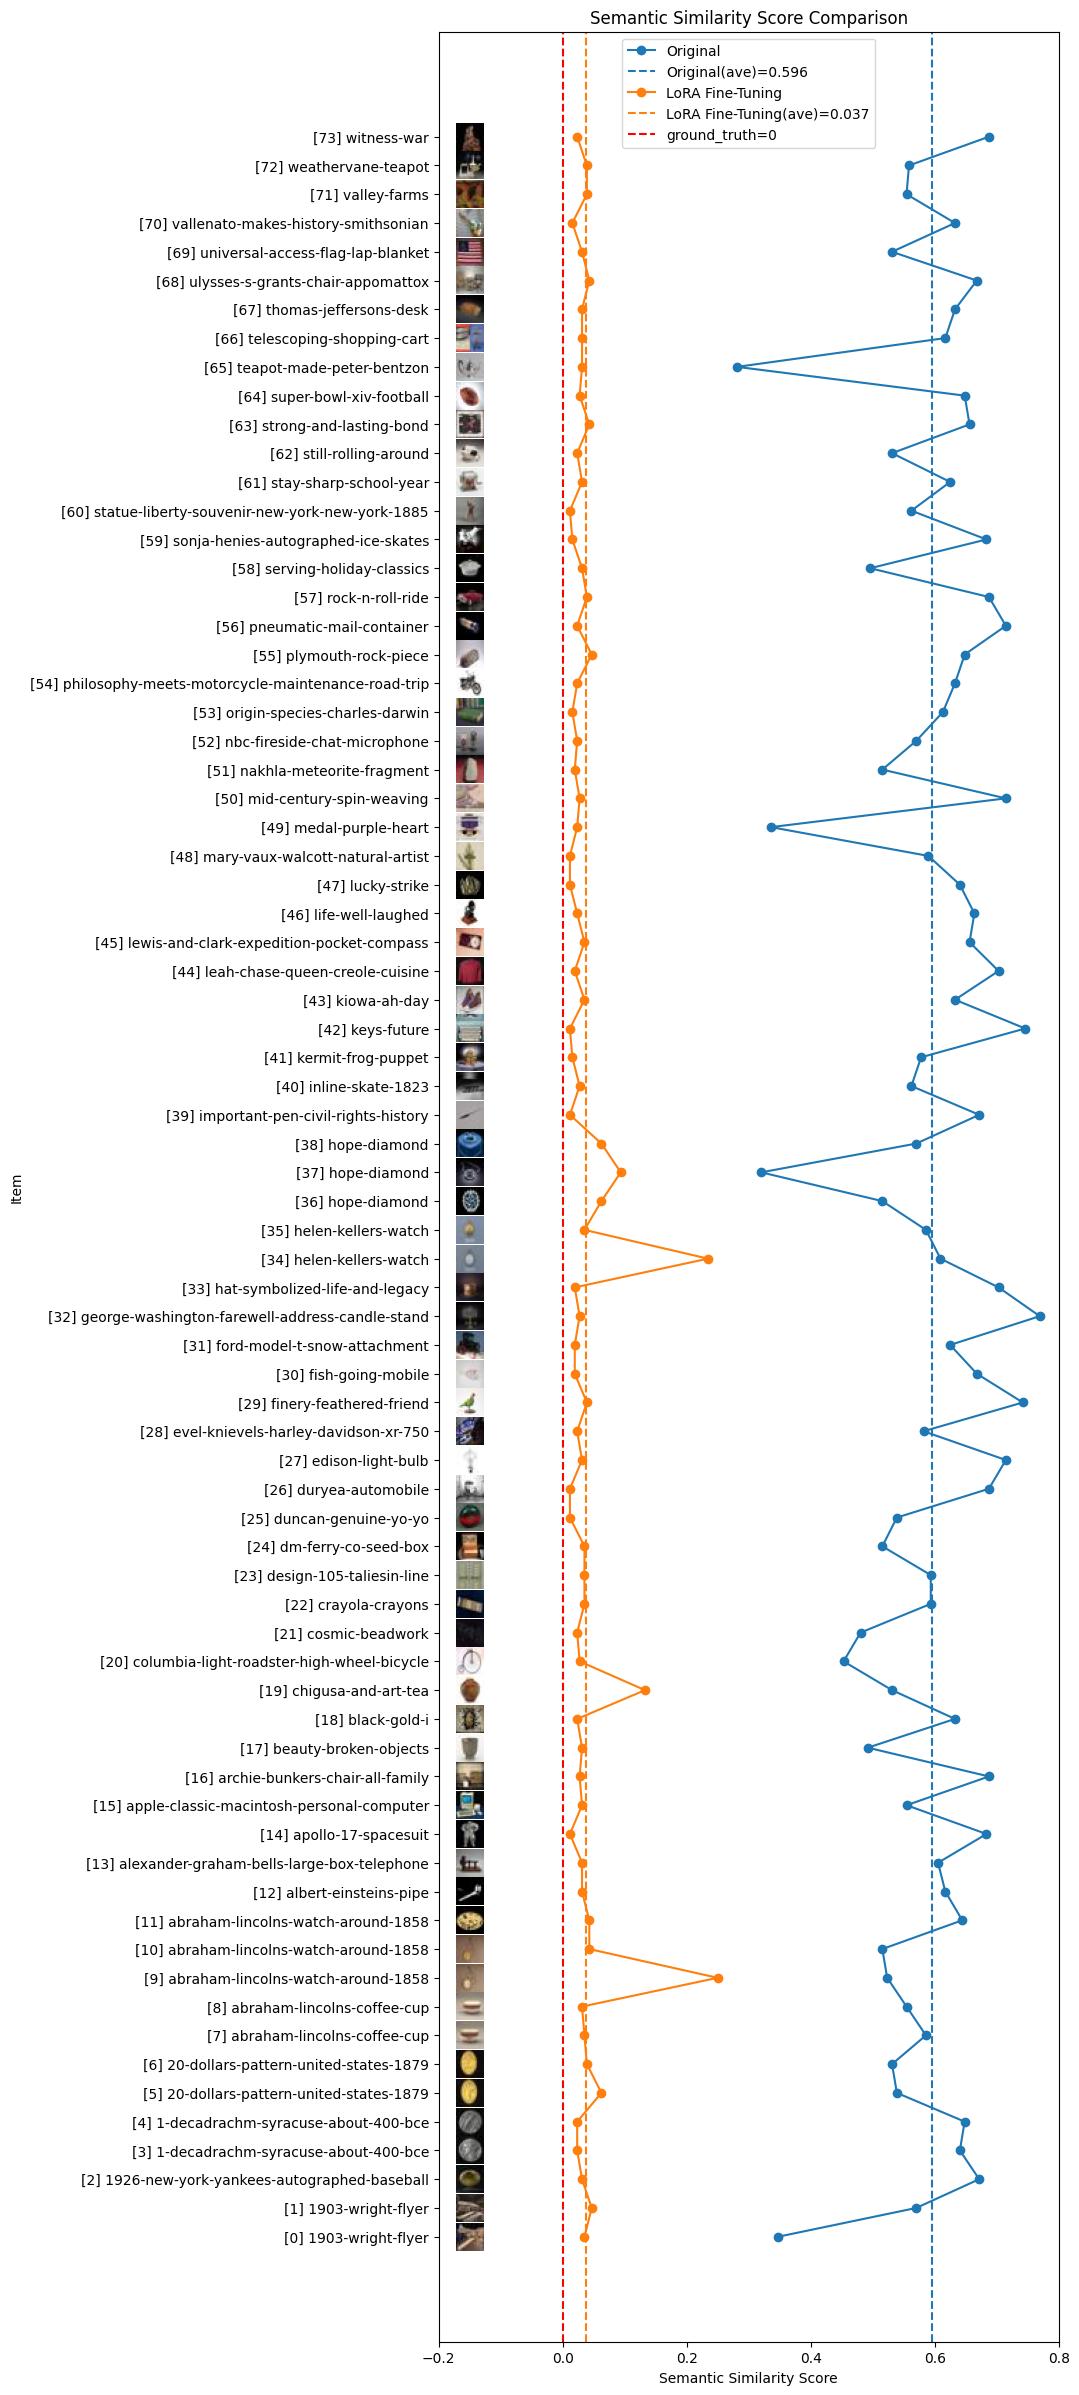 Semantic Similarity Score Comparison
Original
Original(ave)=0.596
LoRA Fine-Tuning
LoRA Fine-Tuning(ave)=0.037
ground_truth=0
[73] witness-war
[72] weathervane-teapot
[71] valley-farms
[70] vallenato-makes-history-smithsonian
[69] universal-access-flag-lap-blanket
[68] ulysses-s-grants-chair-appomattox
[67] thomas-jeffersons-desk
[66] telescoping-shopping-cart
[65] teapot-made-peter-bentzon
[64] super-bowl-xiv-football
[63] strong-and-lasting-bond
[62] still-rolling-around
[61] stay-sharp-school-year
[60] statue-liberty-souvenir-new-york-new-york-1885
[59] sonja-henies-autographed-ice-skates
[58] serving-holiday-classics
[57] rock-n-roll-ride
[56] pneumatic-mail-container
[55] plymouth-rock-piece
[54] philosophy-meets-motorcycle-maintenance-road-trip
[53] origin-species-charles-darwin
[52] nbc-fireside-chat-microphone
[51] nakhla-meteorite-fragment
[50] mid-century-spin-weaving
[49] medal-purple-heart
[48] mary-vaux-walcott-natural-artist
[47] lucky-strike
[46] life-well-laughed
[45] lewis-and-clark-expedition-pocket-compass
[44] leah-chase-queen-creole-cuisine
[43] kiowa-ah-day
[42] keys-future
[41] kermit-frog-puppet
[40] inline-skate-1823
[39] important-pen-civil-rights-history
[38] hope-diamond
[37] hope-diamond
[36] hope-diamond
[35] helen-kellers-watch
[34] helen-kellers-watch
[33] hat-symbolized-life-and-legacy
[32] george-washington-farewell-address-candle-stand
[31] ford-model-t-snow-attachment
[30] fish-going-mobile
[29] finery-feathered-friend
[28] evel-knievels-harley-davidson-xr-750
[27] edison-light-bulb
[26] duryea-automobile
[25] duncan-genuine-yo-yo
[24] dm-ferry-co-seed-box
[23] design-105-taliesin-line
[22] crayola-crayons
[21] cosmic-beadwork
[20] columbia-light-roadster-high-wheel-bicycle
[19] chigusa-and-art-tea
[18] black-gold-i
[17] beauty-broken-objects
[16] archie-bunkers-chair-all-family
[15] apple-classic-macintosh-personal-computer
[14] apollo-17-spacesuit
[13] alexander-graham-bells-large-box-telephone
[12] albert-einsteins-pipe
[11] abraham-lincolns-watch-around-1858
[10] abraham-lincolns-watch-around-1858
[9] abraham-lincolns-watch-around-1858
[8] abraham-lincolns-coffee-cup
[7] abraham-lincolns-coffee-cup
[6] 20-dollars-pattern-united-states-1879
[5] 20-dollars-pattern-united-states-1879
[4] 1-decadrachm-syracuse-about-400-bce
[3] 1-decadrachm-syracuse-about-400-bce
[2] 1926-new-york-yankees-autographed-baseball
[1] 1903-wright-flyer
[0] 1903-wright-flyer
Item
−0.2 0.0 0.2 0.4 0.6 0.8
Semantic Similarity Score